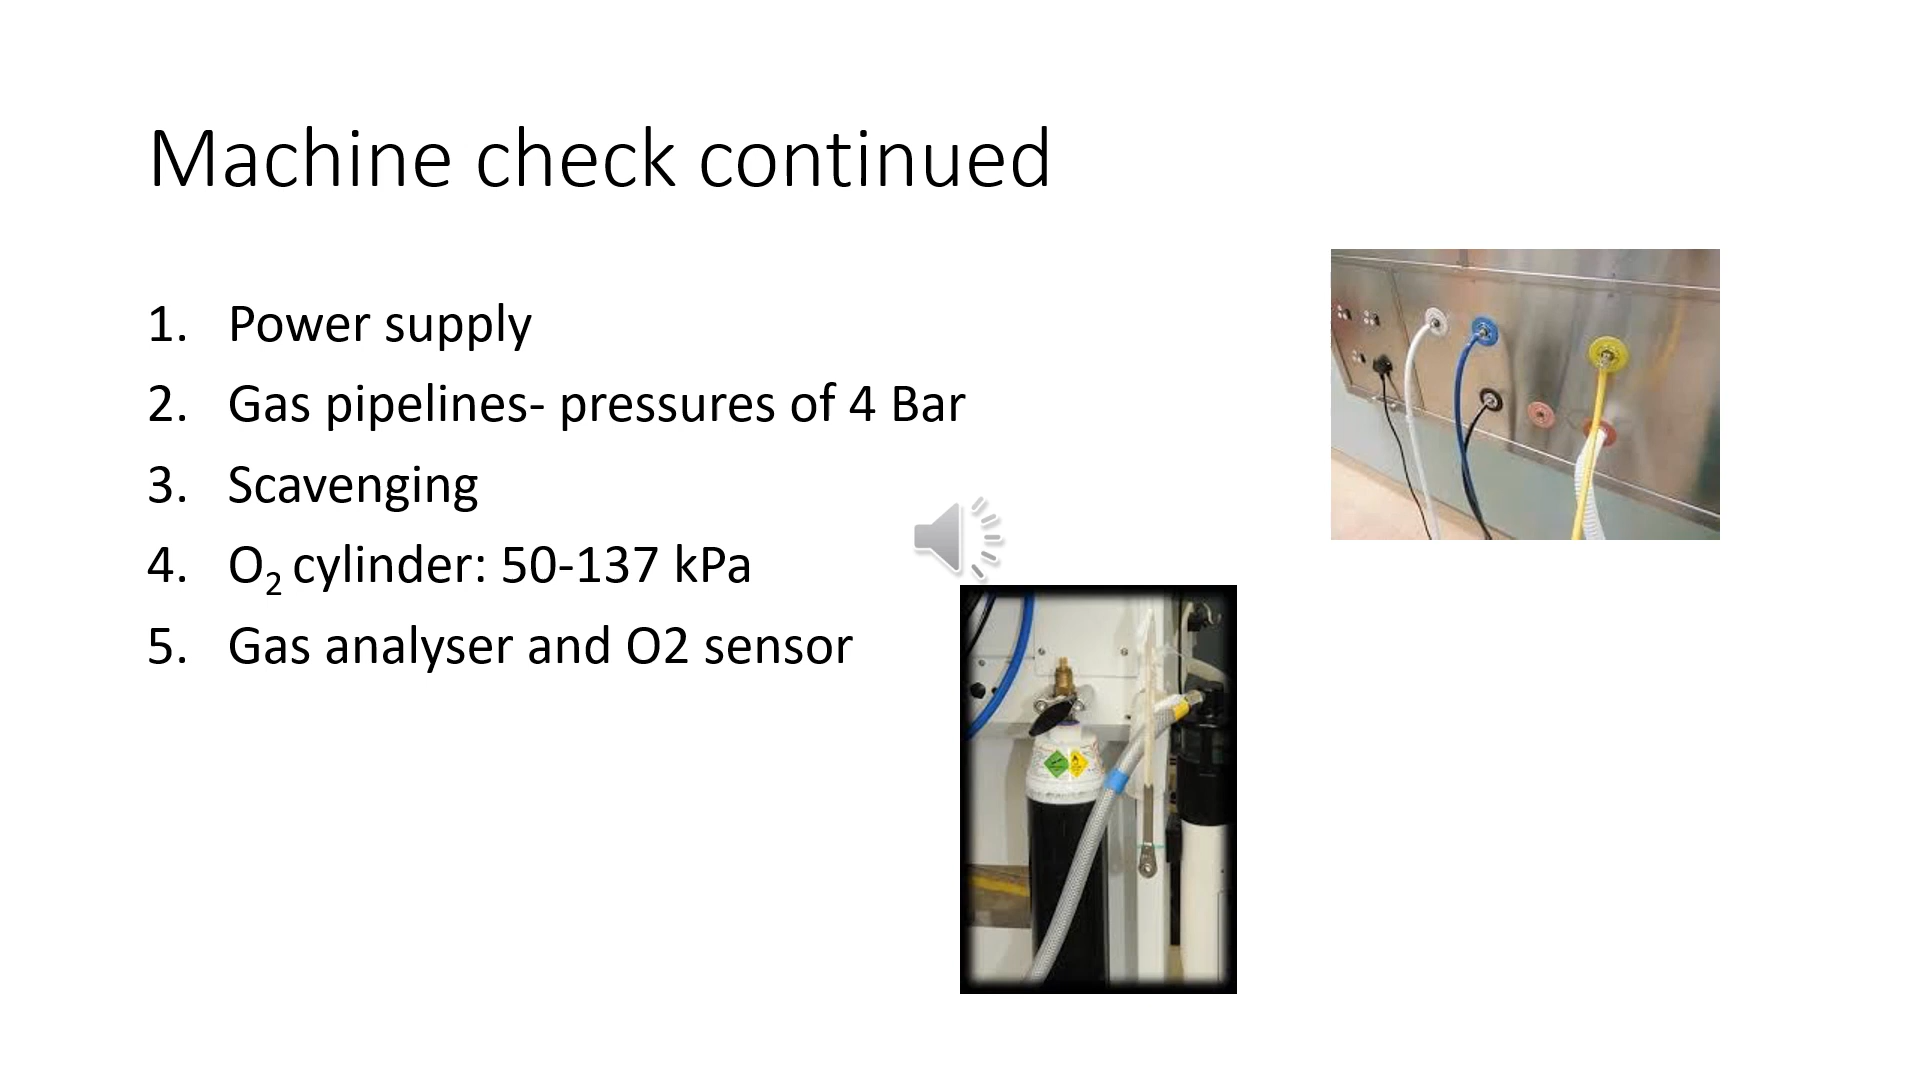 Machine check continued
1. Power supply
2. Gas pipelines- pressures of 4 Bar
3. Scavenging
4. O₂ cylinder: 50-137 kPa
5. Gas analyser and O2 sensor